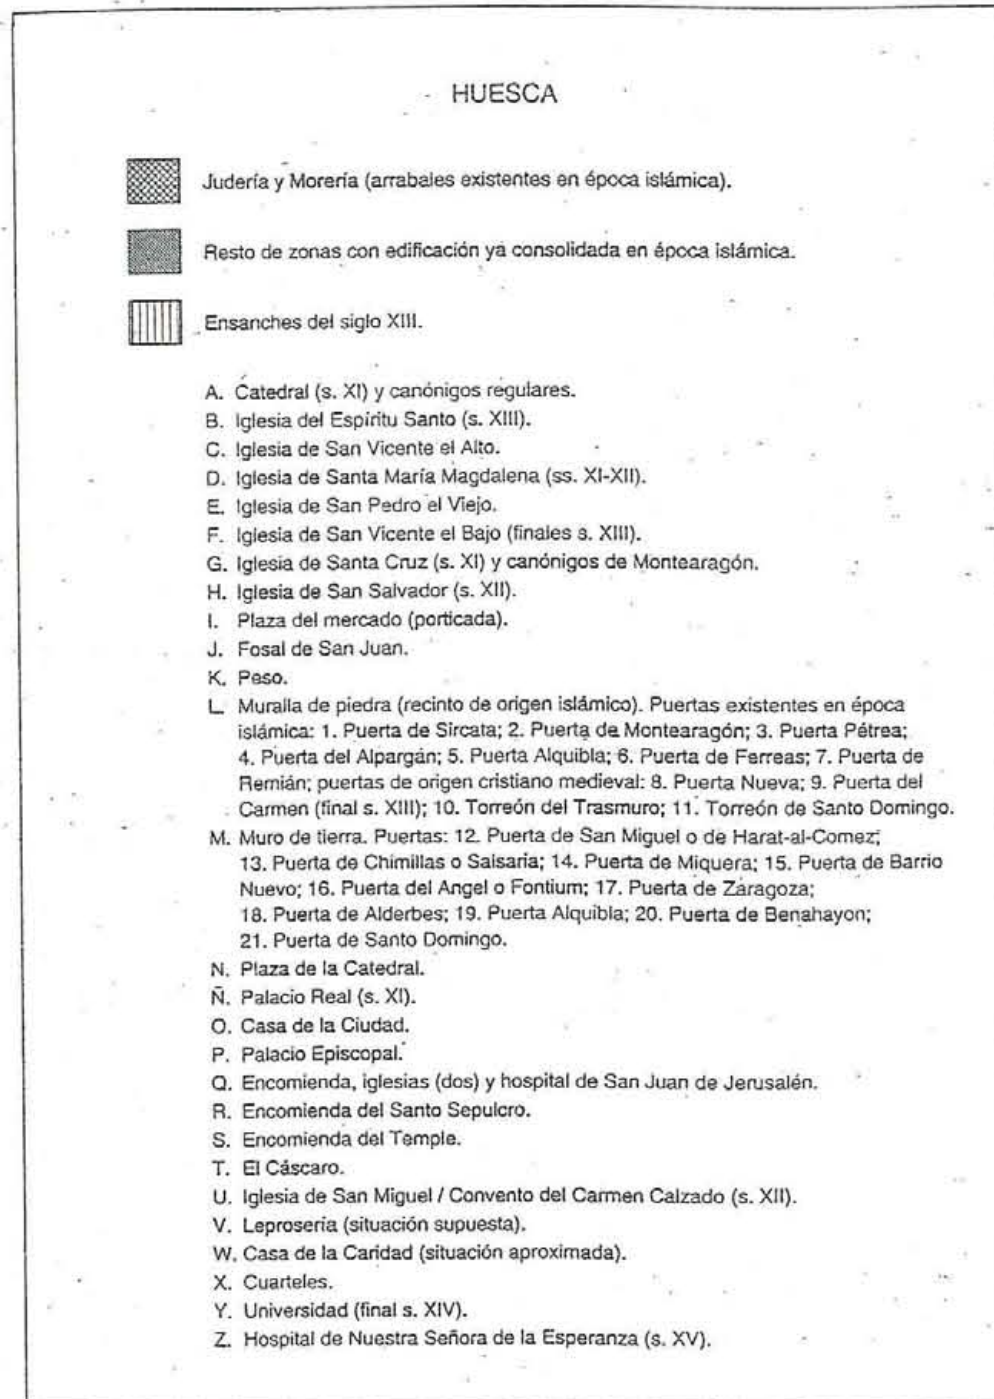 HUESCA
Judería y Morería (arrabales existentes en época islámica).
Resto de zonas con edificación ya consolidada en época islámica.
Ensanches del siglo XIII.
A. Catedral (s. XI) y canónigos regulares.
B. Iglesia del Espíritu Santo (s. XIII).
C. Iglesia de San Vicente el Alto.
D. Iglesia de Santa María Magdalena (ss. XI-XII).
E. Iglesia de San Pedro el Viejo.
F. Iglesia de San Vicente el Bajo (finales s. XIII).
G. Iglesia de Santa Cruz (s. XI) y canónigos de Montearagón.
H. Iglesia de San Salvador (s. XII).
I. Plaza del mercado (porticada).
J. Fosal de San Juan.
K. Peso.
L. Muralla de piedra (recinto de origen islámico). Puertas existentes en época
islámica: 1. Puerta de Sircata; 2. Puerta de Montearagón; 3. Puerta Pétrea;
4. Puerta del Alpargán; 5. Puerta Alquibla; 6. Puerta de Ferreas; 7. Puerta de
Remián; puertas de origen cristiano medieval: 8. Puerta Nueva; 9. Puerta del
Carmen (final s. XIII); 10. Torreón del Trasmuro; 11. Torreón de Santo Domingo.
M. Muro de tierra. Puertas: 12. Puerta de San Miguel o de Harat-al-Comez;
13. Puerta de Chimillas o Salsaria; 14. Puerta de Miquera; 15. Puerta de Barrio
Nuevo; 16. Puerta del Angel o Fontium; 17. Puerta de Zaragoza;
18. Puerta de Alderbes; 19. Puerta Alquibla; 20. Puerta de Benahayon;
21. Puerta de Santo Domingo.
N. Plaza de la Catedral.
Ñ. Palacio Real (s. XI).
O. Casa de la Ciudad.
P. Palacio Episcopal.
Q. Encomienda, iglesias (dos) y hospital de San Juan de Jerusalén.
R. Encomienda del Santo Sepulcro.
S. Encomienda del Temple.
T. El Cáscaro.
U. Iglesia de San Miguel / Convento del Carmen Calzado (s. XII).
V. Leprosería (situación supuesta).
W. Casa de la Caridad (situación aproximada).
X. Cuarteles.
Y. Universidad (final s. XIV).
Z. Hospital de Nuestra Señora de la Esperanza (s. XV).